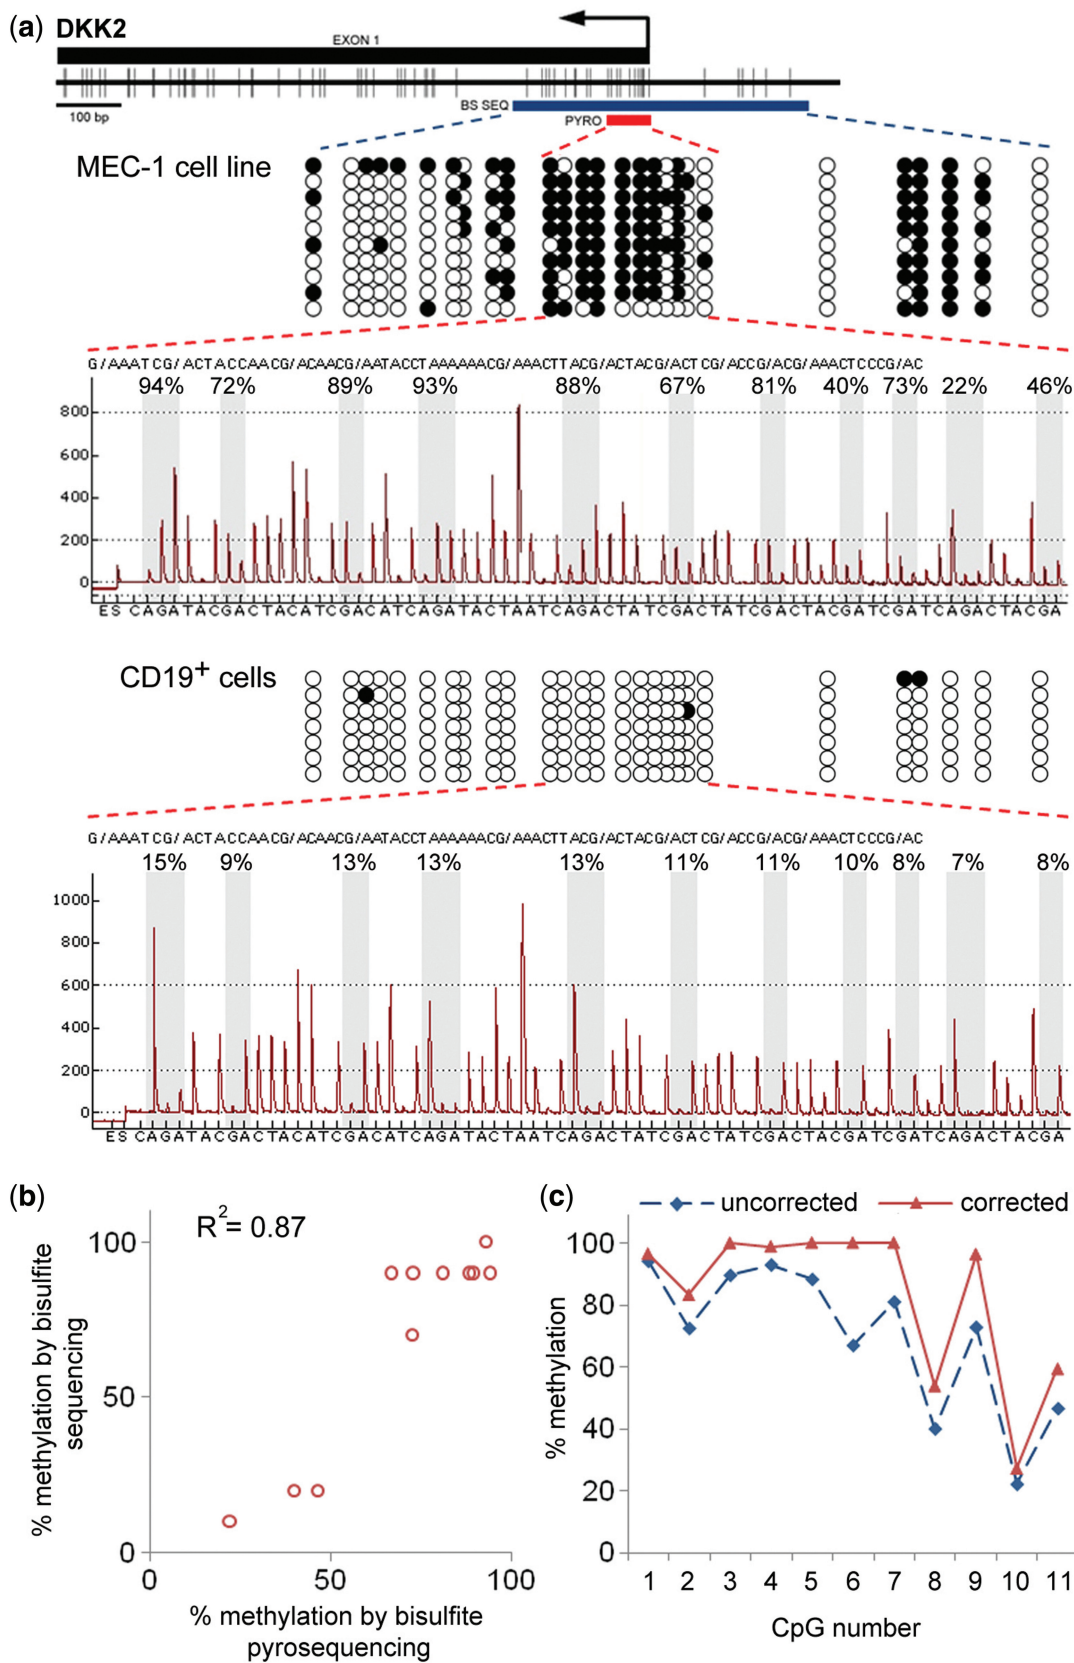 (a) DKK2
EXON 1
100 bp
BS SEQ
PYRO
MEC-1 cell line
G/AAATCG/ACTACCAACG/ACAACG/AATACCTAAAAAACG/AAACTTACG/ACTACG/ACTCG/ACCG/ACG/AAACTCCCG/AC
94% 72% 89% 93% 88% 67% 81% 40% 73% 22% 46%
800
600
400
200
0
ES CAGATACGACTACATCGACATCAGATACTAATCAGACTATCGACTATCGACTACGATCGATCAGACTACGA
CD19+ cells
G/AAATCG/ACTACCAACG/ACAACG/AATACCTAAAAAACG/AAACTTACG/ACTACG/ACTCG/ACCG/ACG/AAACTCCCG/AC
15% 9% 13% 13% 13% 11% 11% 10% 8% 7% 8%
1000
800
600
400
200
0
ESCAGATACGACTACATCGACATCAGATACTAATCAGACTATCGACTATCGACTACGATCGATCAGACTACGA
(b)
R2= 0.87
% methylation by bisulfite
sequencing
100
50
0
0 50 100
% methylation by bisulfite
pyrosequencing
(c)
uncorrected corrected
% methylation
100
80
60
40
20
0
1 2 3 4 5 6 7 8 9 10 11
CpG number